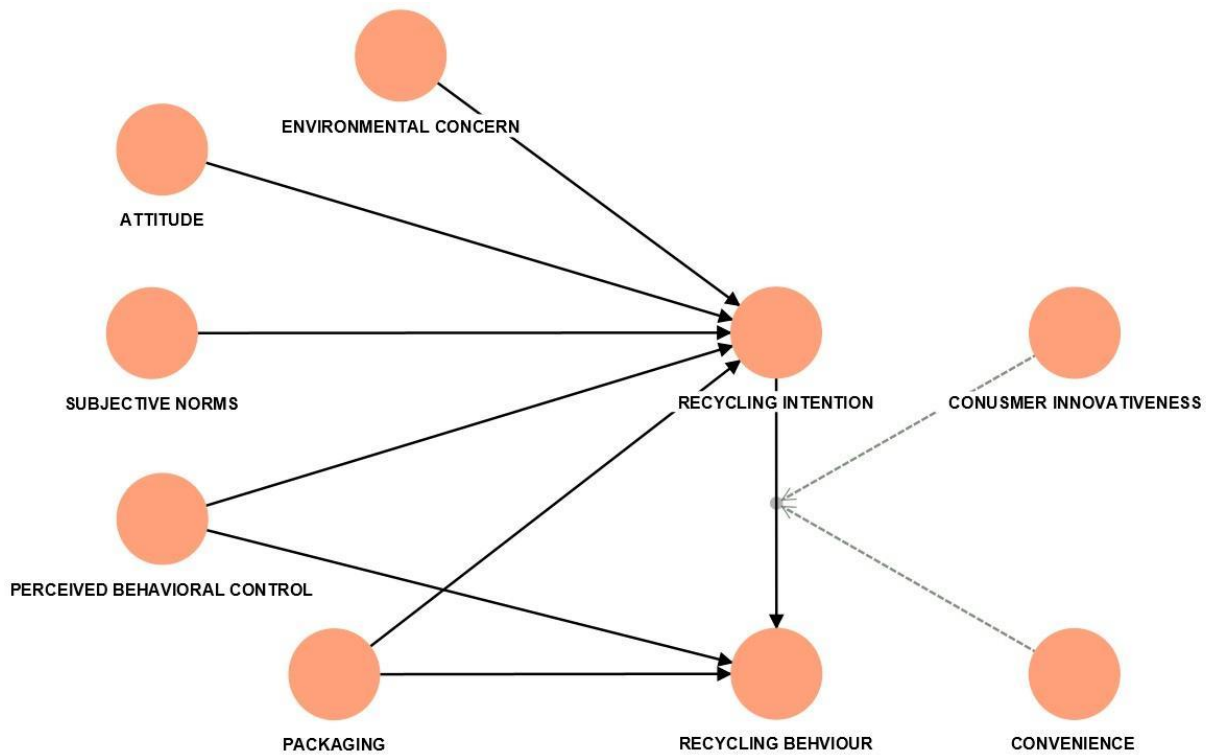 ENVIRONMENTAL CONCERN
ATTITUDE
SUBJECTIVE NORMS
RECYCLING INTENTION
CONUSMER INNOVATIVENESS
PERCEIVED BEHAVIORAL CONTROL
PACKAGING
RECYCLING BEHVIOUR
CONVENIENCE